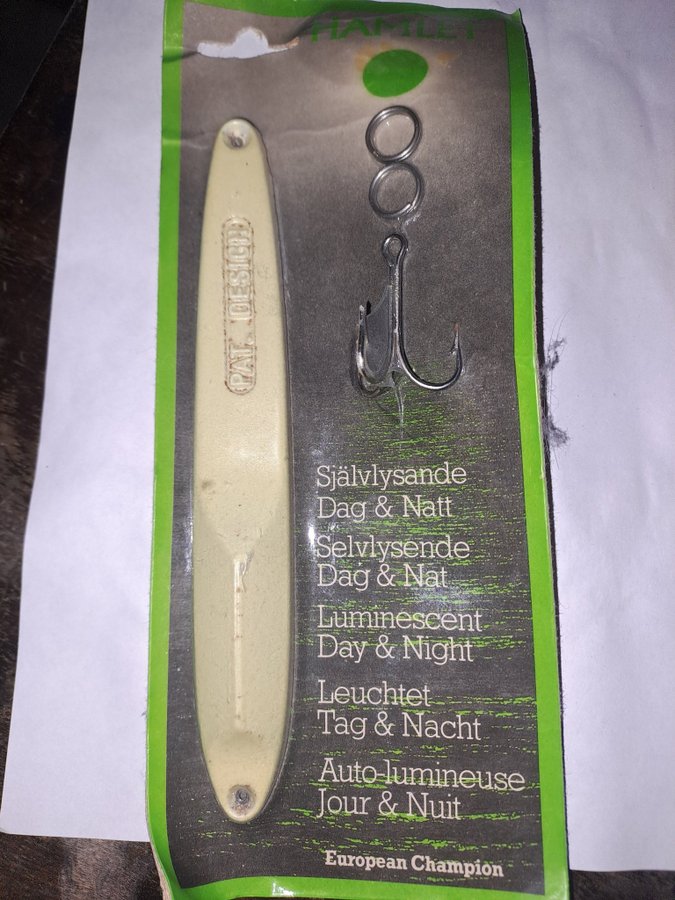 HAMLET
PAT. DESIGN
Självlysande
Dag & Natt
Selvlysende
Dag & Nat
Luminescent
Day & Night
Leuchtet
Tag & Nacht
Auto-lumineuse
Jour & Nuit
European Champion